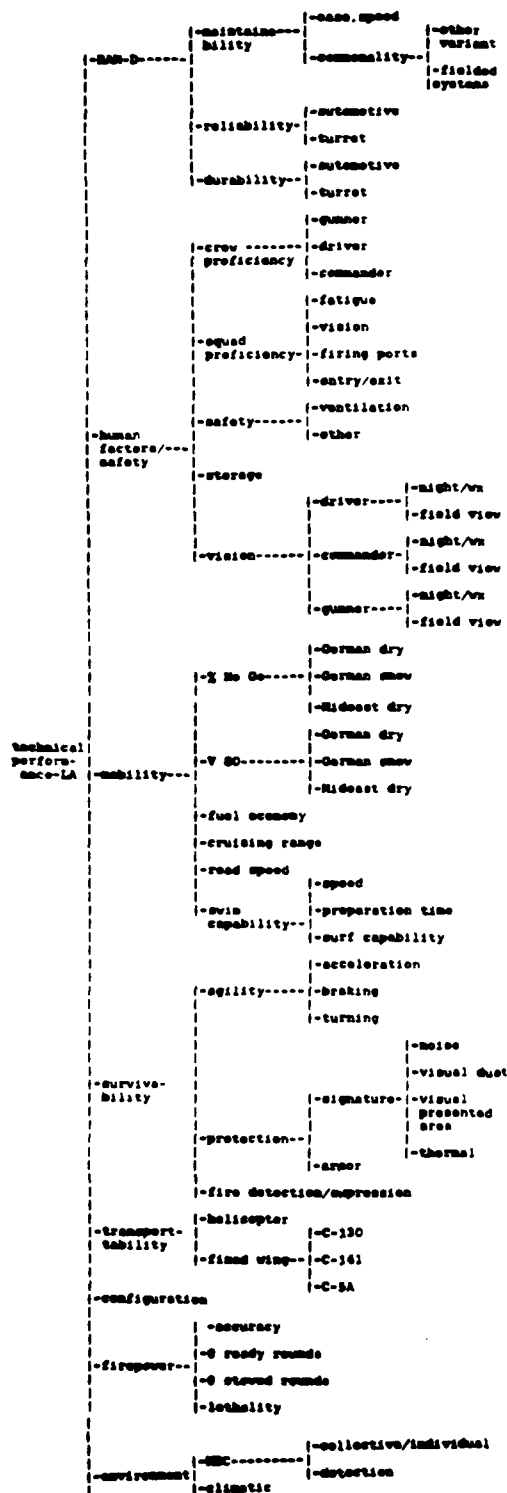 -maintaina-
bility
-ease,speed
-commonality
-other
variant
-fielded
systems
-RAM-D
-reliability
-automotive
-turret
-durability
-automotive
-turret
-human
factors/
safety
-crew
proficiency
-gunner
-driver
-commander
-squad
proficiency
-fatigue
-vision
-firing ports
-entry/exit
-safety
-ventilation
-other
-storage
-vision
-driver
-night/wx
-field view
-commander
-night/wx
-field view
-gunner
-night/wx
-field view
technical
perform-
ance-LA
-mobility
-% No Go
-German dry
-German snow
-Mideast dry
-V 80
-German dry
-German snow
-Mideast dry
-fuel economy
-cruising range
-road speed
-swim
capability
-speed
-preparation time
-surf capability
-surviva-
bility
-agility
-acceleration
-braking
-turning
-protection
-signature
-noise
-visual dust
-visual
presented
area
-thermal
-armor
-fire detection/supression
-transport-
tability
-helicopter
-fixed wing
-C-130
-C-141
-C-5A
-configuration
-firepower
-accuracy
-# ready rounds
-# stowed rounds
-lethality
-environment
-NBC
-collective/individual
-detection
-climatic